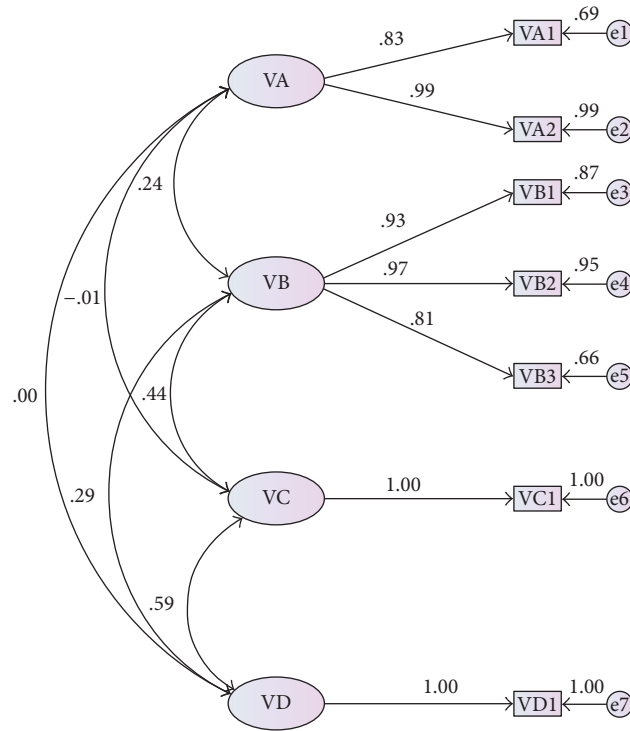 .69
.83
VA1
e1
VA
.99
.99
VA2
e2
.87
.24
VB1
e3
.93
.97
.95
VB
VB2
e4
−.01
.81
.66
VB3
e5
.00
.44
.29
1.00
1.00
VC
VC1
e6
.59
1.00
1.00
VD
VD1
e7